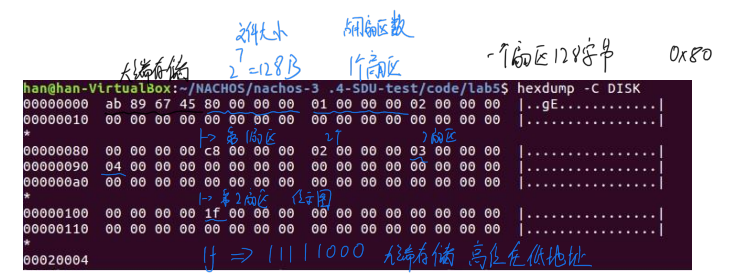 文件大小 占用扇区数
大端存储 2^7=128B 1个扇区 一个扇区128字节 0x80
han@han-VirtualBox:~/NACHOS/nachos-3 .4-SDU-test/code/lab5$ hexdump -C DISK
00000000 ab 89 67 45 80 00 00 00 01 00 00 00 02 00 00 00 |..gE............|
00000010 00 00 00 00 00 00 00 00 00 00 00 00 00 00 00 00 |................|
*
|-> 第1扇区 2个 3扇区
00000080 00 00 00 00 c8 00 00 00 02 00 00 00 03 00 00 00 |................|
00000090 04 00 00 00 00 00 00 00 00 00 00 00 00 00 00 00 |................|
000000a0 00 00 00 00 00 00 00 00 00 00 00 00 00 00 00 00 |................|
*
|-> 第2扇区 位示图
00000100 00 00 00 00 1f 00 00 00 00 00 00 00 00 00 00 00 |................|
00000110 00 00 00 00 00 00 00 00 00 00 00 00 00 00 00 00 |................|
*
1f => 11111000 大端存储 高位在低地址
00020004